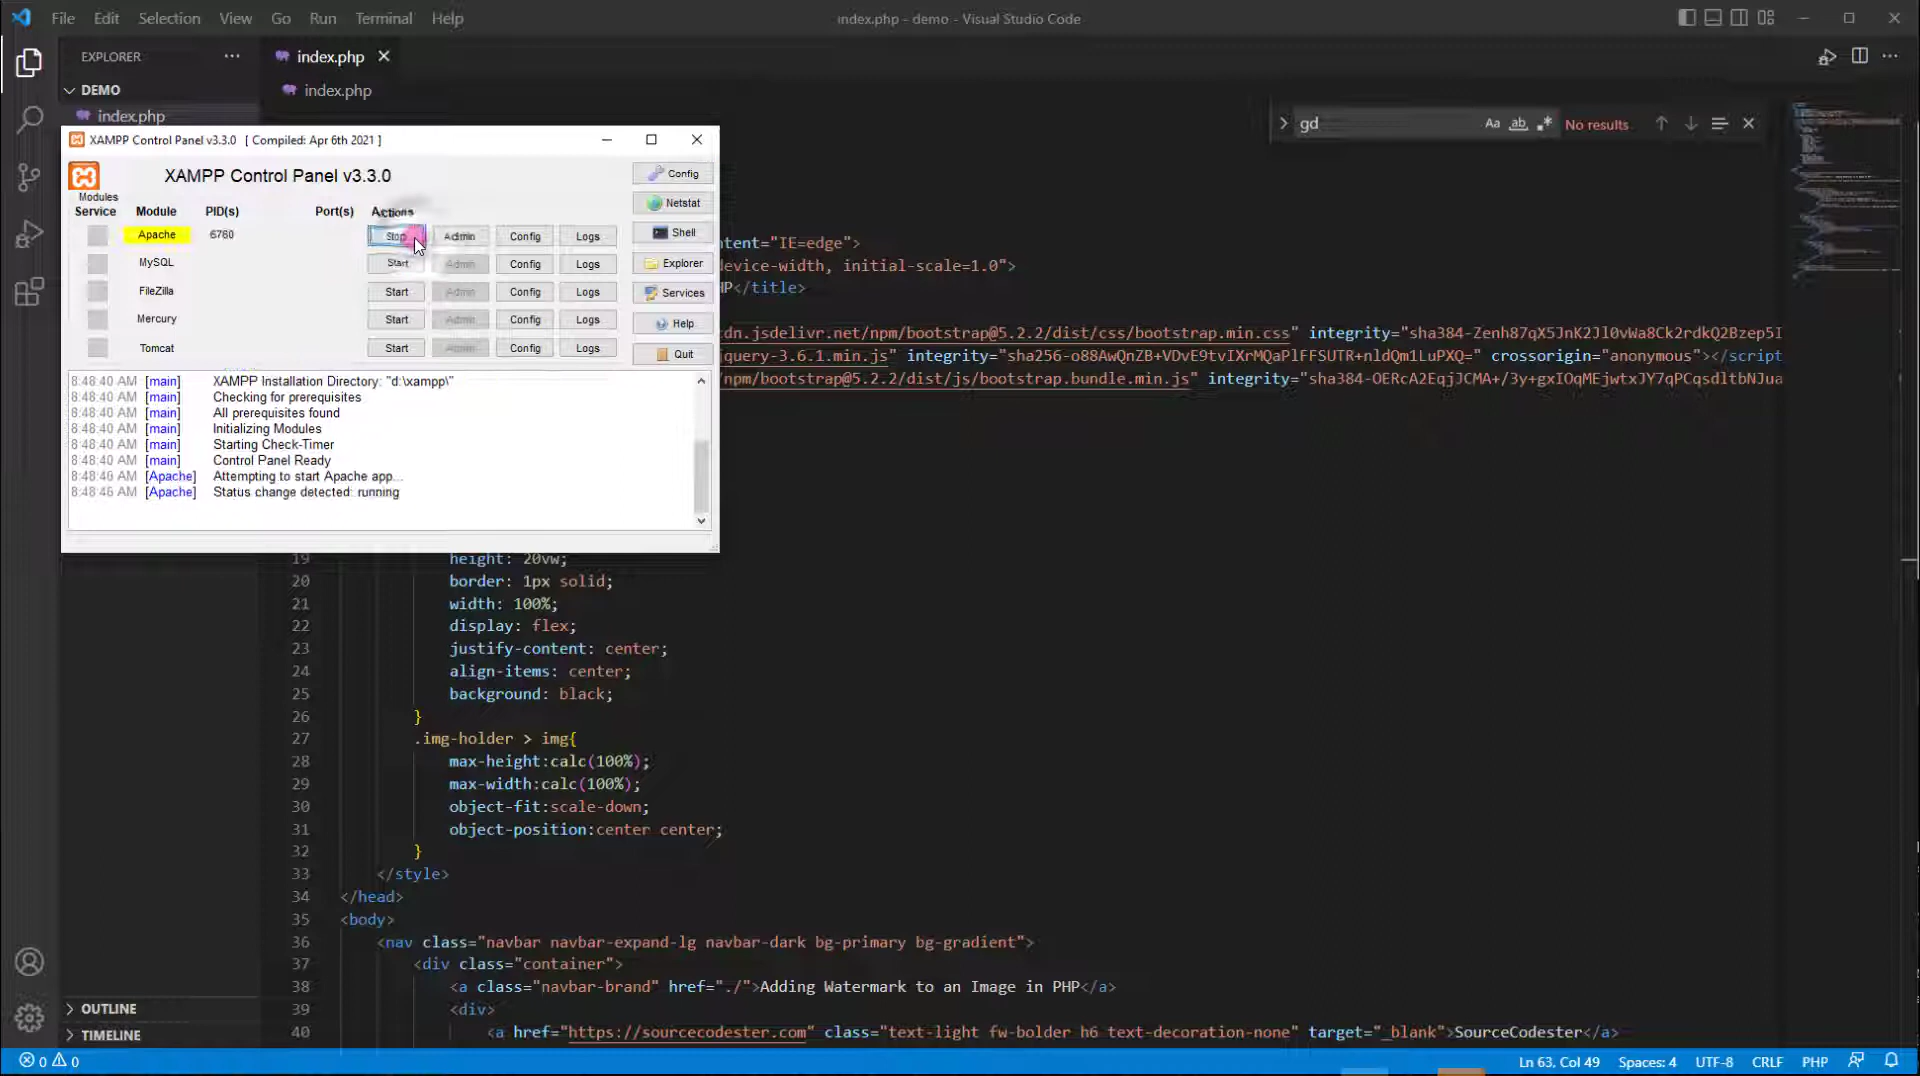 File Edit Selection View Go Run Terminal Help
index.php - demo - Visual Studio Code
EXPLORER
index.php
DEMO
index.php
index.php
gd
Aa ab .*
No results
XAMPP Control Panel v3.3.0 [ Compiled: Apr 6th 2021 ]
XAMPP Control Panel v3.3.0
Config
Modules
Service Module PID(s) Port(s) Actions
Netstat
Apache 6760 Stop Admin Config Logs
Shell
MySQL Start Admin Config Logs
Explorer
FileZilla Start Admin Config Logs
Services
Mercury Start Admin Config Logs
Help
Tomcat Start Admin Config Logs
Quit
8:48:40 AM [main] XAMPP Installation Directory: "d:\xampp\"
8:48:40 AM [main] Checking for prerequisites
8:48:40 AM [main] All prerequisites found
8:48:40 AM [main] Initializing Modules
8:48:40 AM [main] Starting Check-Timer
8:48:40 AM [main] Control Panel Ready
8:48:46 AM [Apache] Attempting to start Apache app...
8:48:46 AM [Apache] Status change detected: running
ntent="IE=edge">
device-width, initial-scale=1.0">
P</title>
dn.jsdelivr.net/npm/bootstrap@5.2.2/dist/css/bootstrap.min.css" integrity="sha384-Zenh87qX5JnK2Jl0vWa8Ck2rdkQ2Bzep5I
query-3.6.1.min.js" integrity="sha256-o88AwQnZB+VDvE9tvIXrMQaPlFFSUTR+nldQm1LuPXQ=" crossorigin="anonymous"></script
npm/bootstrap@5.2.2/dist/js/bootstrap.bundle.min.js" integrity="sha384-OERcA2EqjJCMA+/3y+gxIOqMEjwtxJY7qPCqsdltbNJua
19 height: 20vw;
20 border: 1px solid;
21 width: 100%;
22 display: flex;
23 justify-content: center;
24 align-items: center;
25 background: black;
26 }
27 .img-holder > img{
28 max-height:calc(100%);
29 max-width:calc(100%);
30 object-fit:scale-down;
31 object-position:center center;
32 }
33 </style>
34 </head>
35 <body>
36 <nav class="navbar navbar-expand-lg navbar-dark bg-primary bg-gradient">
37 <div class="container">
38 <a class="navbar-brand" href="./">Adding Watermark to an Image in PHP</a>
39 <div>
40 <a href="https://sourcecodester.com" class="text-light fw-bolder h6 text-decoration-none" target="_blank">SourceCodester</a>
OUTLINE
TIMELINE
0 0
Ln 63, Col 49 Spaces: 4 UTF-8 CRLF PHP